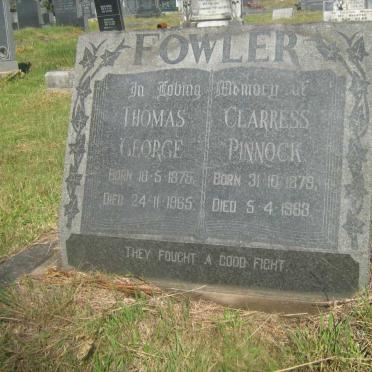 FOWLER
In Loving Memory of
THOMAS GEORGE
BORN 18-5-1875,
DIED 24-11-1965,
CLARRESS PINNOCK
BORN 31-10-1879,
DIED 5-4-1969
THEY FOUGHT A GOOD FIGHT.